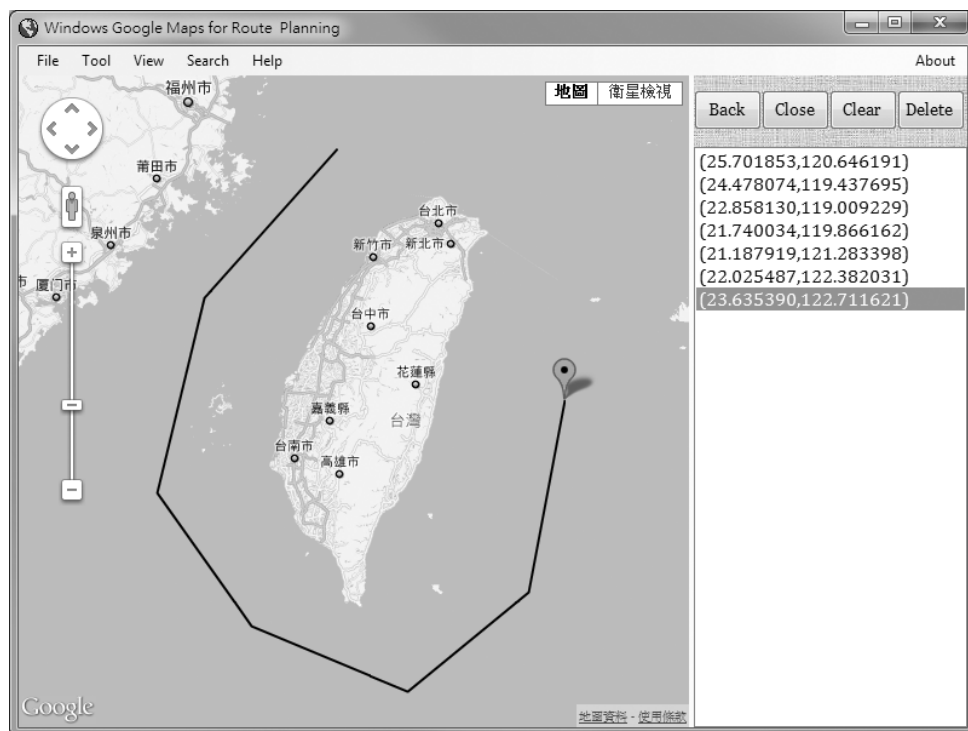 Windows Google Maps for Route Planning
File Tool View Search Help About
地圖 衛星檢視
Back Close Clear Delete
(25.701853,120.646191)
(24.478074,119.437695)
(22.858130,119.009229)
(21.740034,119.866162)
(21.187919,121.283398)
(22.025487,122.382031)
(23.635390,122.711621)
福州市
莆田市
泉州市
厦门市
台北市
新竹市 新北市
台中市
花蓮縣
嘉義縣
台灣
台南市
高雄市
Google
地圖資料 - 使用條款